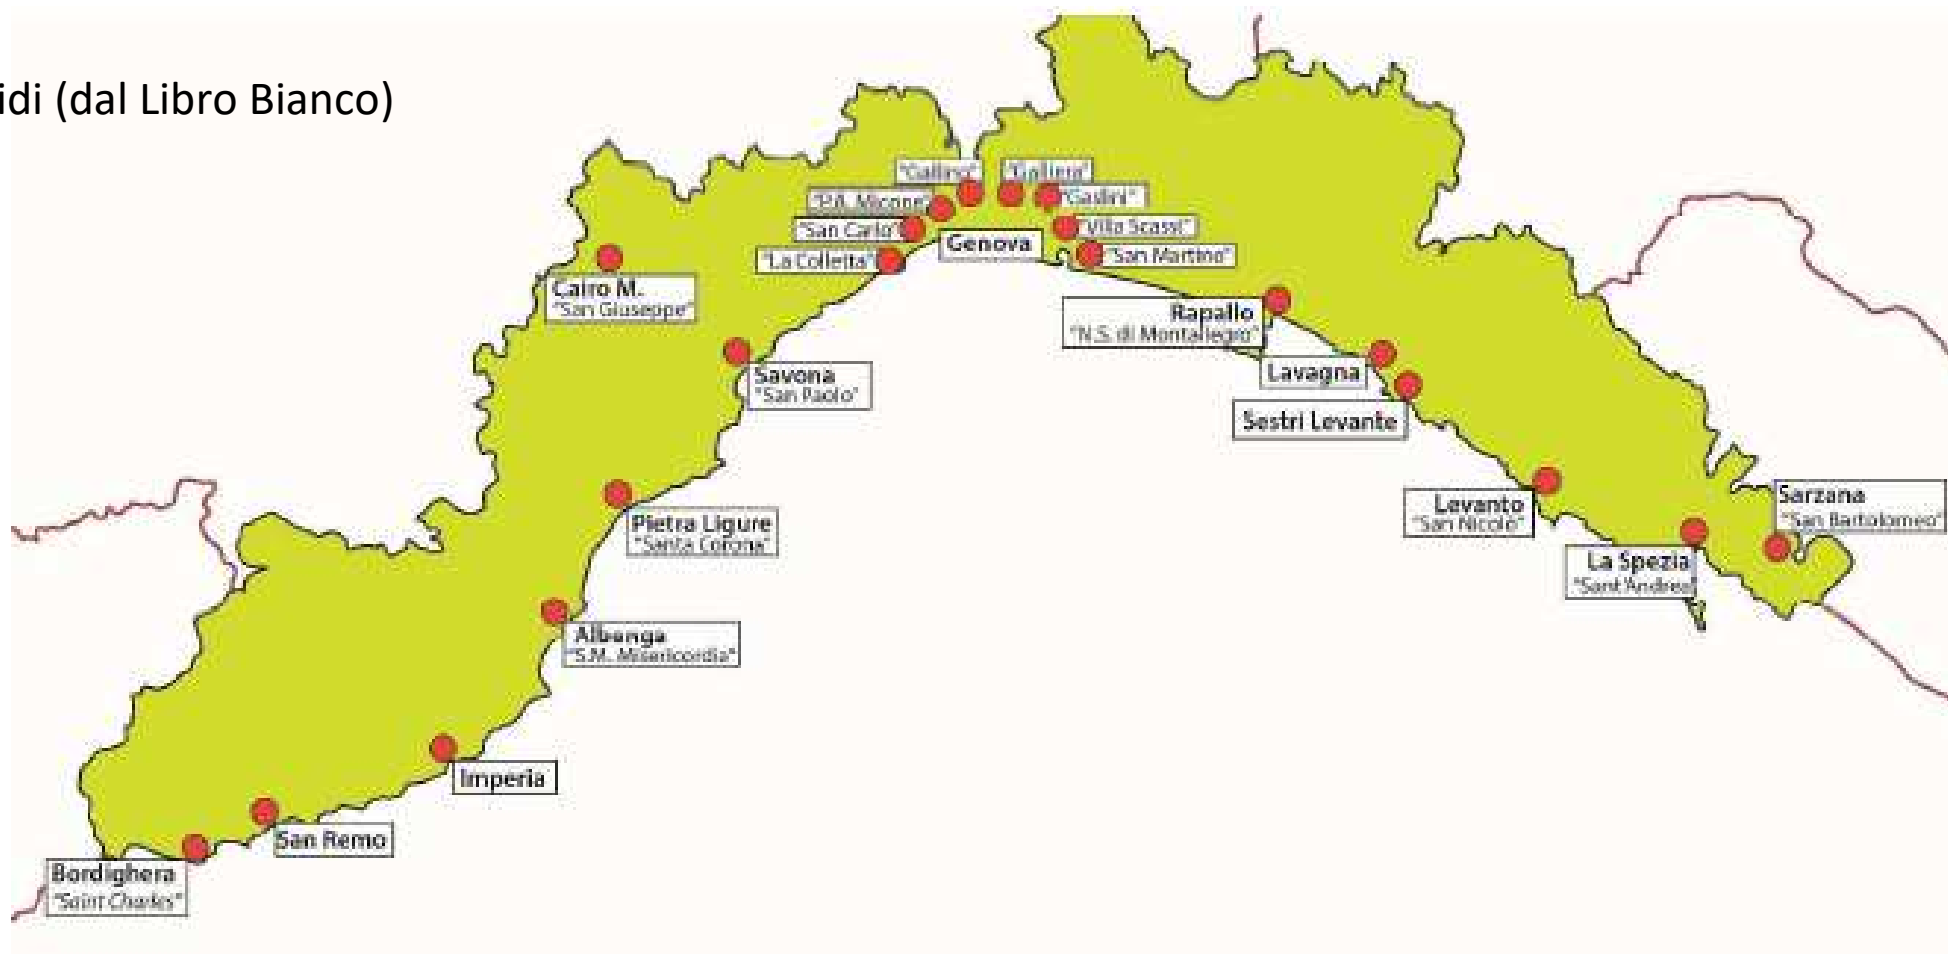 idi (dal Libro Bianco)
"Gallino"
"Galliera"
"P.A. Micone"
"Gaslini"
"San Carlo"
"Villa Scassi"
Genova
"La Colletta"
"San Martino"
Cairo M.
"San Giuseppe"
Rapallo
"N.S. di Montallegro"
Savona
"San Paolo"
Lavagna
Sestri Levante
Pietra Ligure
"Santa Corona"
Levanto
"San Nicolò"
Sarzana
"San Bartolomeo"
La Spezia
"Sant'Andrea
Albenga
"S.M. Misericordia"
Imperia
San Remo
Bordighera
"Saint Charles"